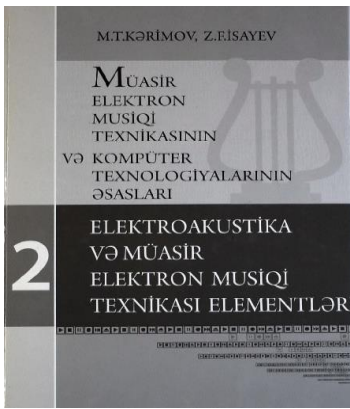 M.T.KƏRİMOV, Z.F.İSAYEV
MÜASİR
ELEKTRON
MUSİQİ
TEXNİKASININ
VƏ KOMPÜTER
TEXNOLOGİYALARININ
ƏSASLARI
2
ELEKTROAKUSTİKA
VƏ MÜASİR
ELEKTRON MUSİQİ
TEXNİKASI ELEMENTLƏR